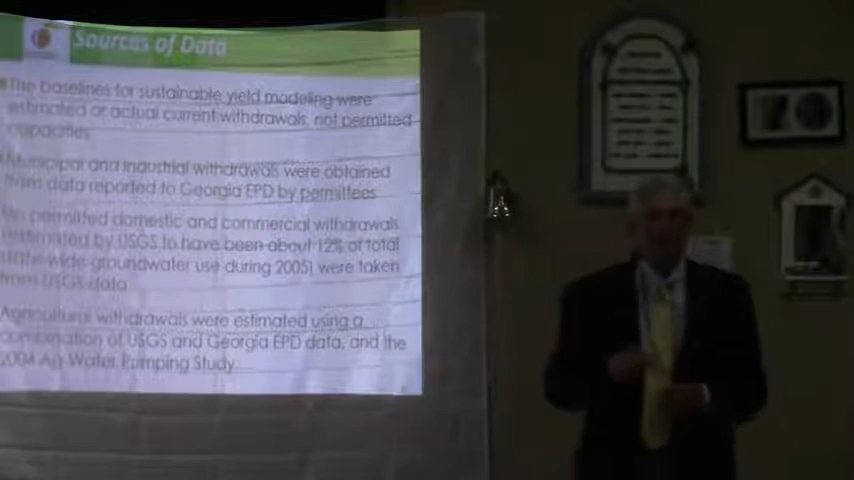 Sources of Data
The baselines for sustainable yield modeling were
estimated or actual current withdrawals, not permitted
capacities
Municipal and Industrial withdrawals were obtained
from data reported to Georgia EPD by permittees
permitted domestic and commercial withdrawals
estimated by USGS to have been about 12% of total
state-wide groundwater use during 2005) were taken
from USGS data
Agricultural withdrawals were estimated using a
combination of USGS and Georgia EPD data, and the
2004 Ag Water Pumping Study